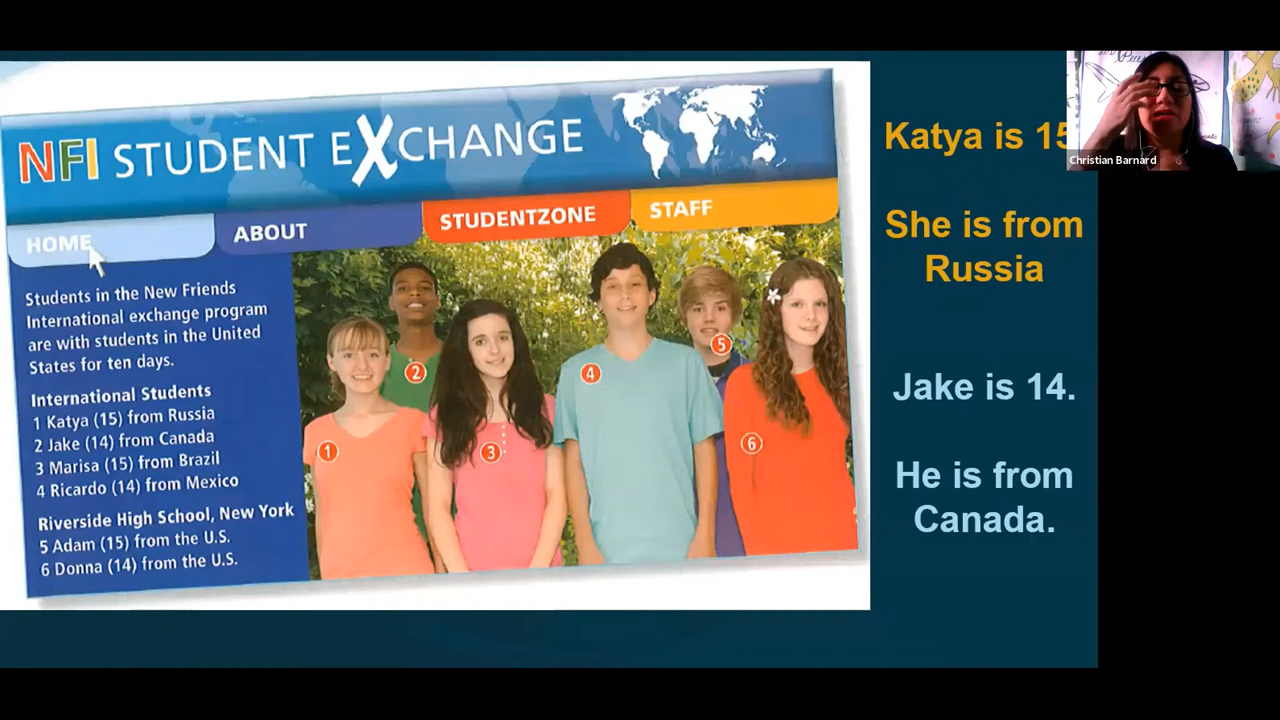 NFI STUDENT EXCHANGE
HOME
ABOUT
STUDENTZONE
STAFF
Students in the New Friends
International exchange program
are with students in the United
States for ten days.
International Students
1 Katya (15) from Russia
2 Jake (14) from Canada
3 Marisa (15) from Brazil
4 Ricardo (14) from Mexico
Riverside High School, New York
5 Adam (15) from the U.S.
6 Donna (14) from the U.S.
1
2
3
4
5
6
Katya is 15
She is from
Russia
Jake is 14.
He is from
Canada.
Christian Barnard